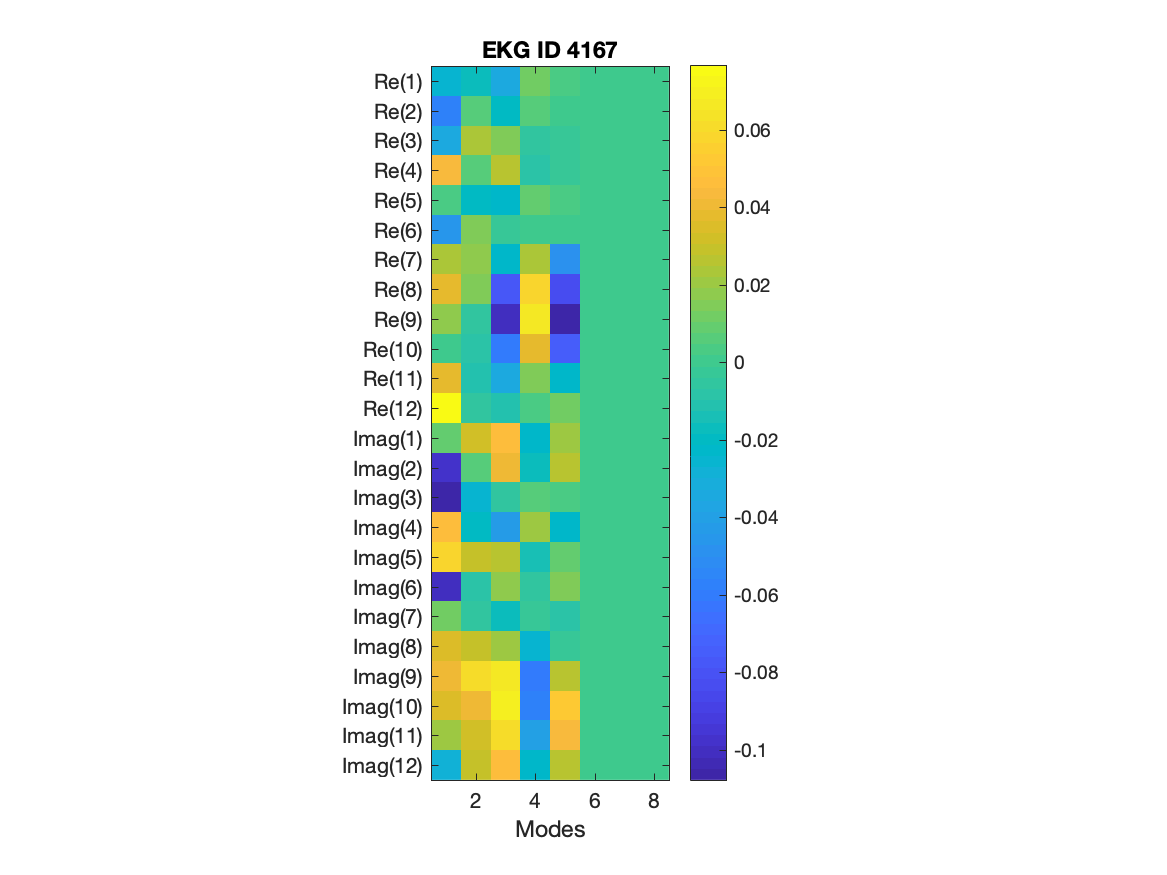 EKG ID 4167
Re(1)
Re(2)
Re(3)
Re(4)
Re(5)
Re(6)
Re(7)
Re(8)
Re(9)
Re(10)
Re(11)
Re(12)
Imag(1)
Imag(2)
Imag(3)
Imag(4)
Imag(5)
Imag(6)
Imag(7)
Imag(8)
Imag(9)
Imag(10)
Imag(11)
Imag(12)
2 4 6 8
Modes
0.06
0.04
0.02
0
-0.02
-0.04
-0.06
-0.08
-0.1